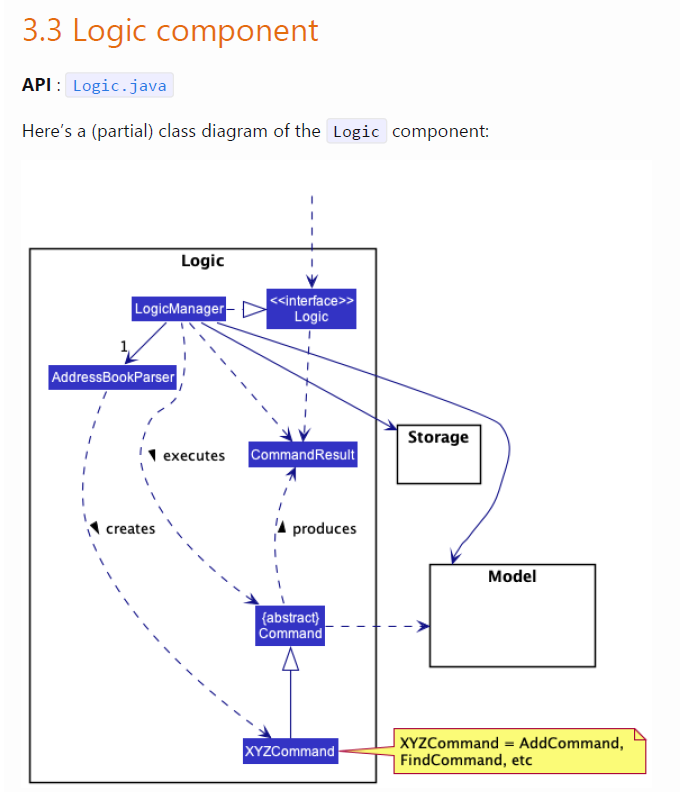 3.3 Logic component
API : Logic.java
Here's a (partial) class diagram of the Logic component:
Logic
LogicManager
<<interface>>
Logic
1
AddressBookParser
Storage
executes
CommandResult
creates
produces
Model
{abstract}
Command
XYZCommand
XYZCommand = AddCommand,
FindCommand, etc